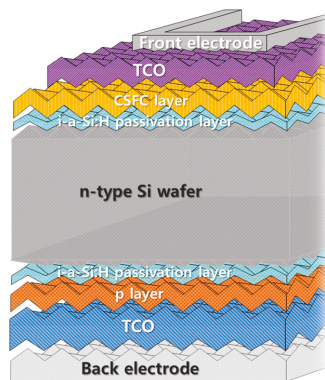 Front electrode
TCO
CSFC layer
i-a-Si:H passivation layer
n-type Si wafer
i-a-Si:H passivation layer
p layer
TCO
Back electrode